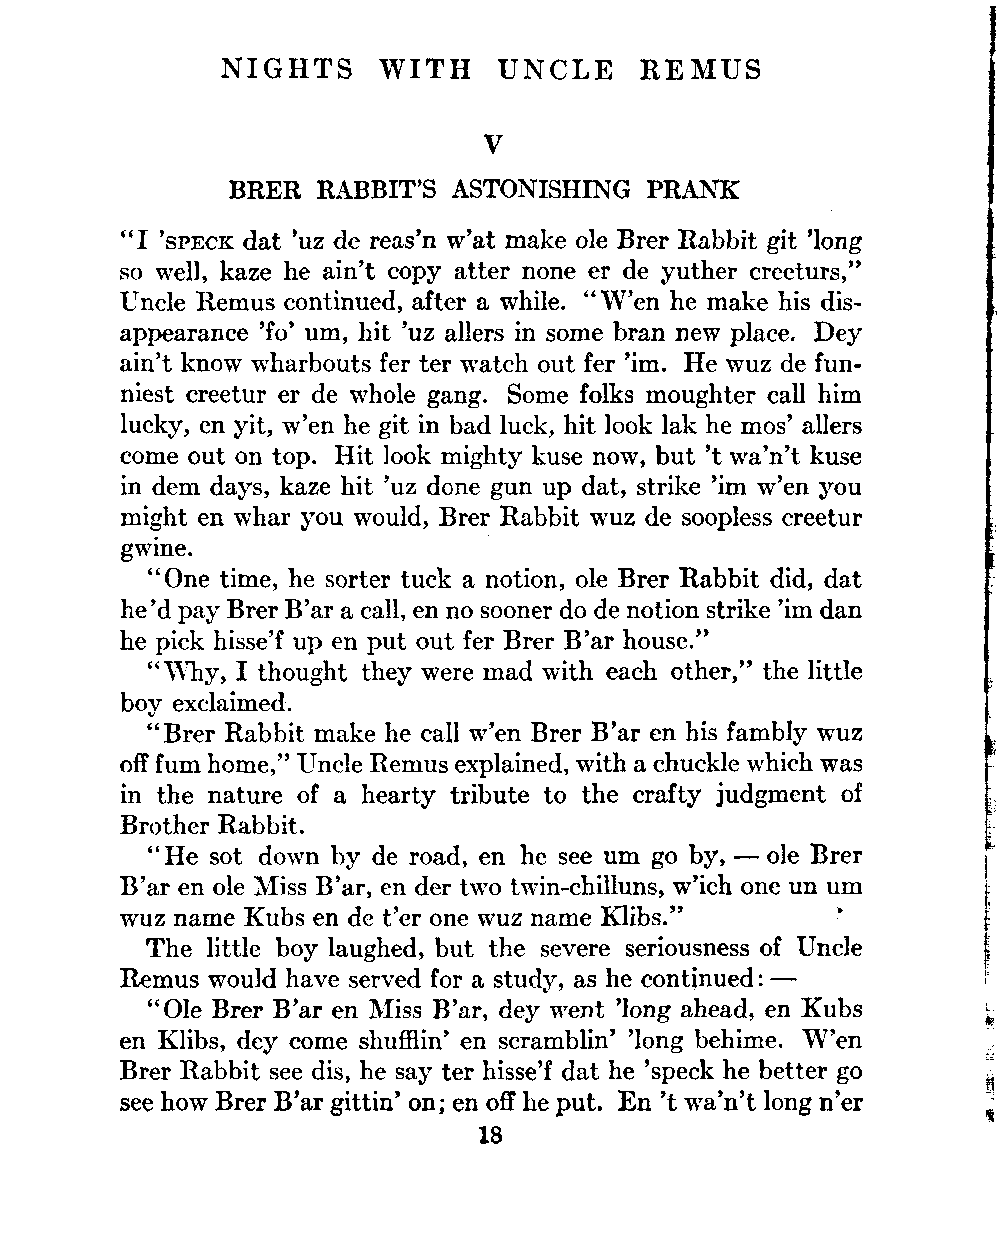 NIGHTS WITH UNCLE REMUS
V
BRER RABBIT'S ASTONISHING PRANK
“I ’SPECK dat ’uz de reas’n w’at make ole Brer Rabbit git ’long
so well, kaze he ain’t copy atter none er de yuther creeturs,”
Uncle Remus continued, after a while. “W’en he make his dis-
appearance ’fo’ um, hit ’uz allers in some bran new place. Dey
ain’t know wharbouts fer ter watch out fer ’im. He wuz de fun-
niest creetur er de whole gang. Some folks moughter call him
lucky, en yit, w’en he git in bad luck, hit look lak he mos’ allers
come out on top. Hit look mighty kuse now, but ’t wa’n’t kuse
in dem days, kaze hit ’uz done gun up dat, strike ’im w’en you
might en whar you would, Brer Rabbit wuz de soopless creetur
gwine.
“One time, he sorter tuck a notion, ole Brer Rabbit did, dat
he’d pay Brer B’ar a call, en no sooner do de notion strike ’im dan
he pick hisse’f up en put out fer Brer B’ar house.”
“Why, I thought they were mad with each other,” the little
boy exclaimed.
“Brer Rabbit make he call w’en Brer B’ar en his fambly wuz
off fum home,” Uncle Remus explained, with a chuckle which was
in the nature of a hearty tribute to the crafty judgment of
Brother Rabbit.
“He sot down by de road, en he see um go by, — ole Brer
B’ar en ole Miss B’ar, en der two twin-chilluns, w’ich one un um
wuz name Kubs en de t’er one wuz name Klibs.”
The little boy laughed, but the severe seriousness of Uncle
Remus would have served for a study, as he continued: —
“Ole Brer B’ar en Miss B’ar, dey went ’long ahead, en Kubs
en Klibs, dey come shufflin’ en scramblin’ ’long behime. W’en
Brer Rabbit see dis, he say ter hisse’f dat he ’speck he better go
see how Brer B’ar gittin’ on; en off he put. En ’t wa’n’t long n’er
18